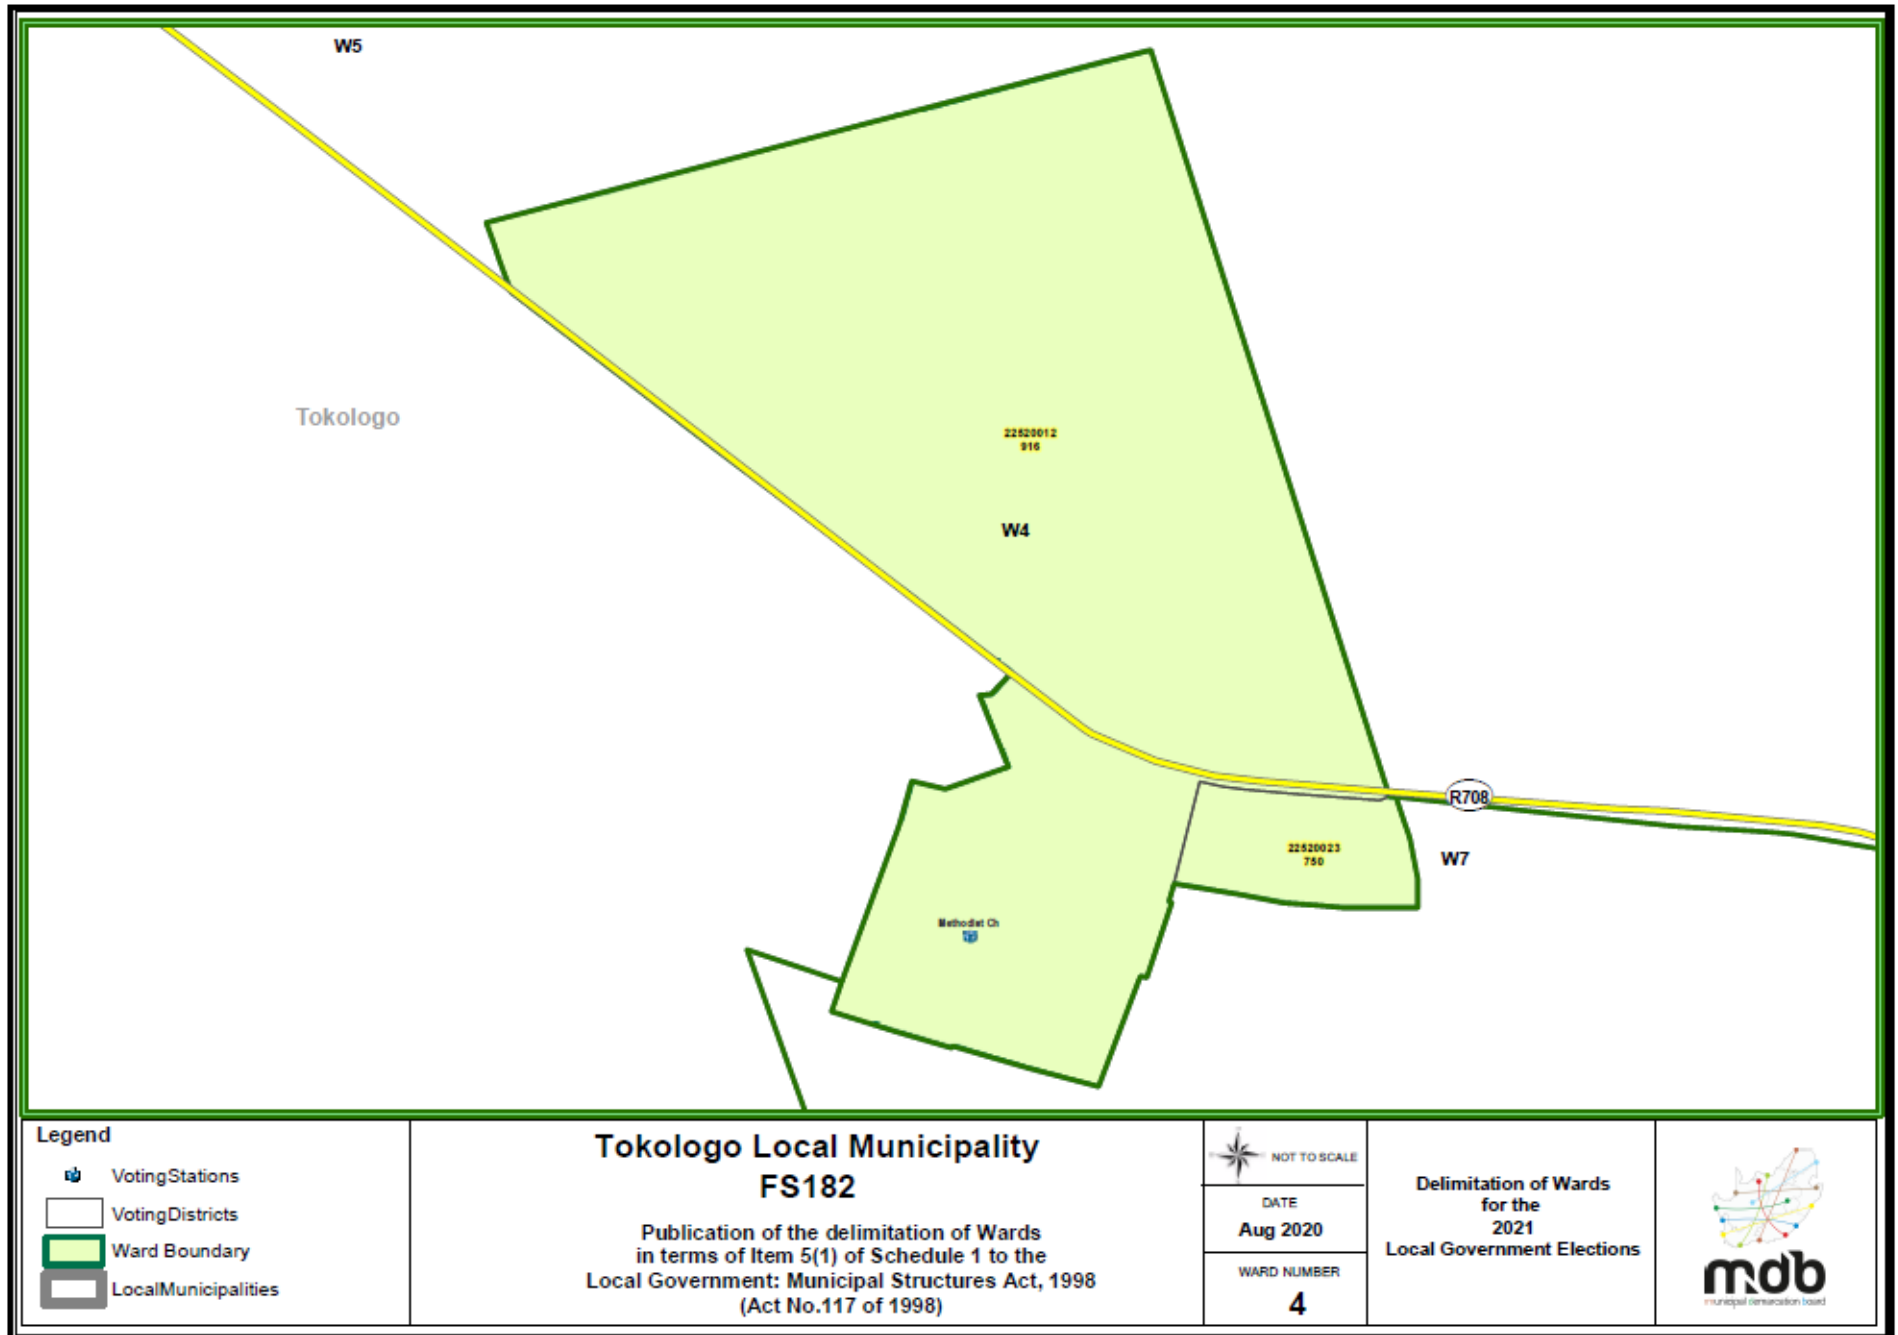 W5
Tokologo
22520012
916
W4
R708
22520023
750
W7
Methodist Ch
Legend
VotingStations
VotingDistricts
Ward Boundary
LocalMunicipalities
Tokologo Local Municipality
FS182
Publication of the delimitation of Wards
in terms of Item 5(1) of Schedule 1 to the
Local Government: Municipal Structures Act, 1998
(Act No.117 of 1998)
NOT TO SCALE
DATE
Aug 2020
WARD NUMBER
4
Delimitation of Wards
for the
2021
Local Government Elections
mdb
municipal demarcation board